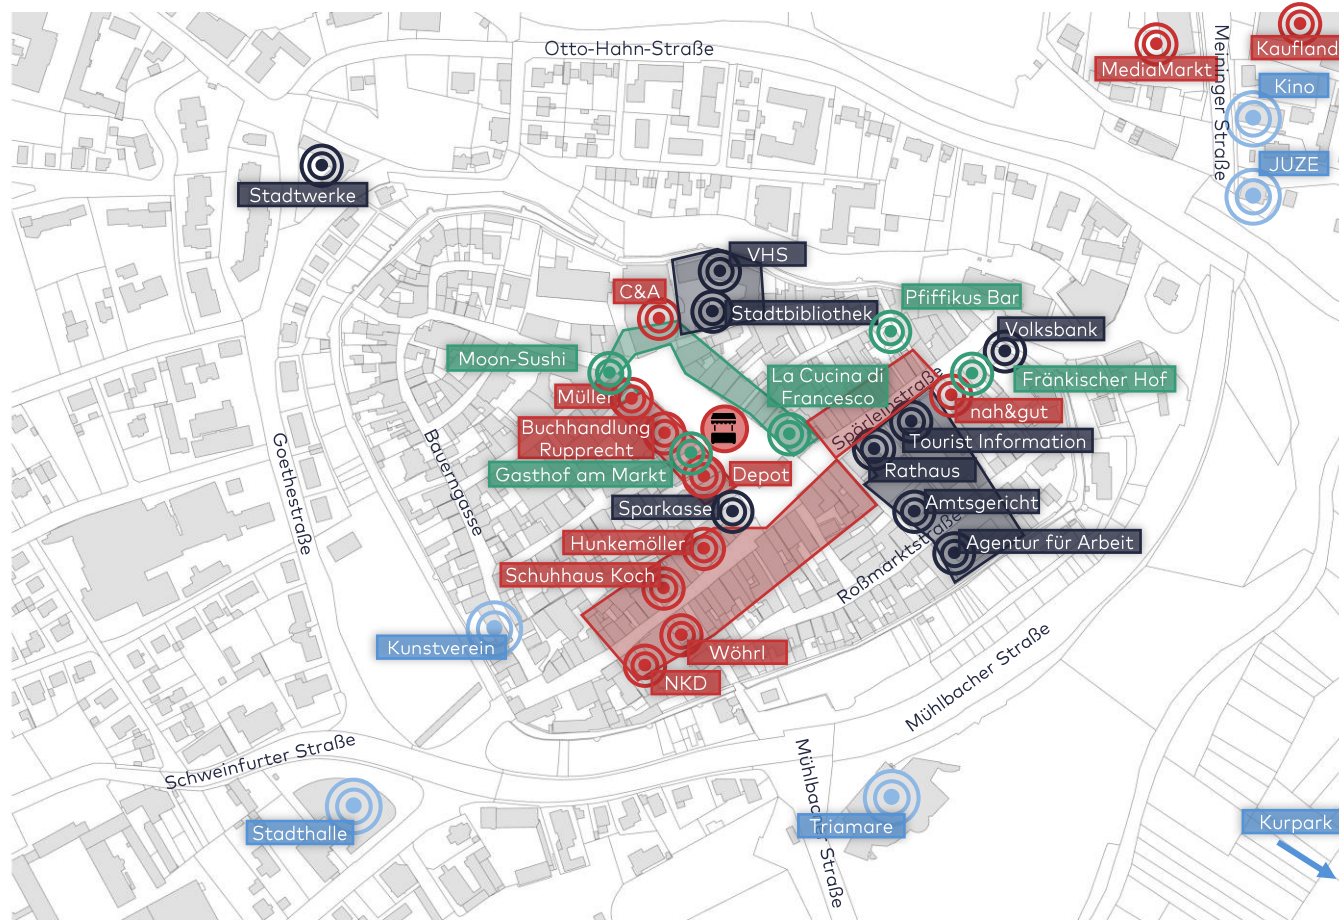 Otto-Hahn-Straße
Kaufland
MediaMarkt
Meininger Straße
Kino
JUZE
Stadtwerke
VHS
C&A
Stadtbibliothek
Pfiffikus Bar
Volksbank
Moon-Sushi
La Cucina di
Francesco
Fränkischer Hof
Müller
Spörleinstraße
nah&gut
Buchhandlung
Rupprecht
Tourist Information
Gasthof am Markt
Depot
Rathaus
Goethestraße
Bauerngasse
Sparkasse
Amtsgericht
Hunkemöller
Agentur für Arbeit
Schuhhaus Koch
Roßmarktstraße
Kunstverein
Wöhrl
NKD
Mühlbacher Straße
Schweinfurter Straße
Mühlbacher Straße
Stadthalle
Triamare
Kurpark